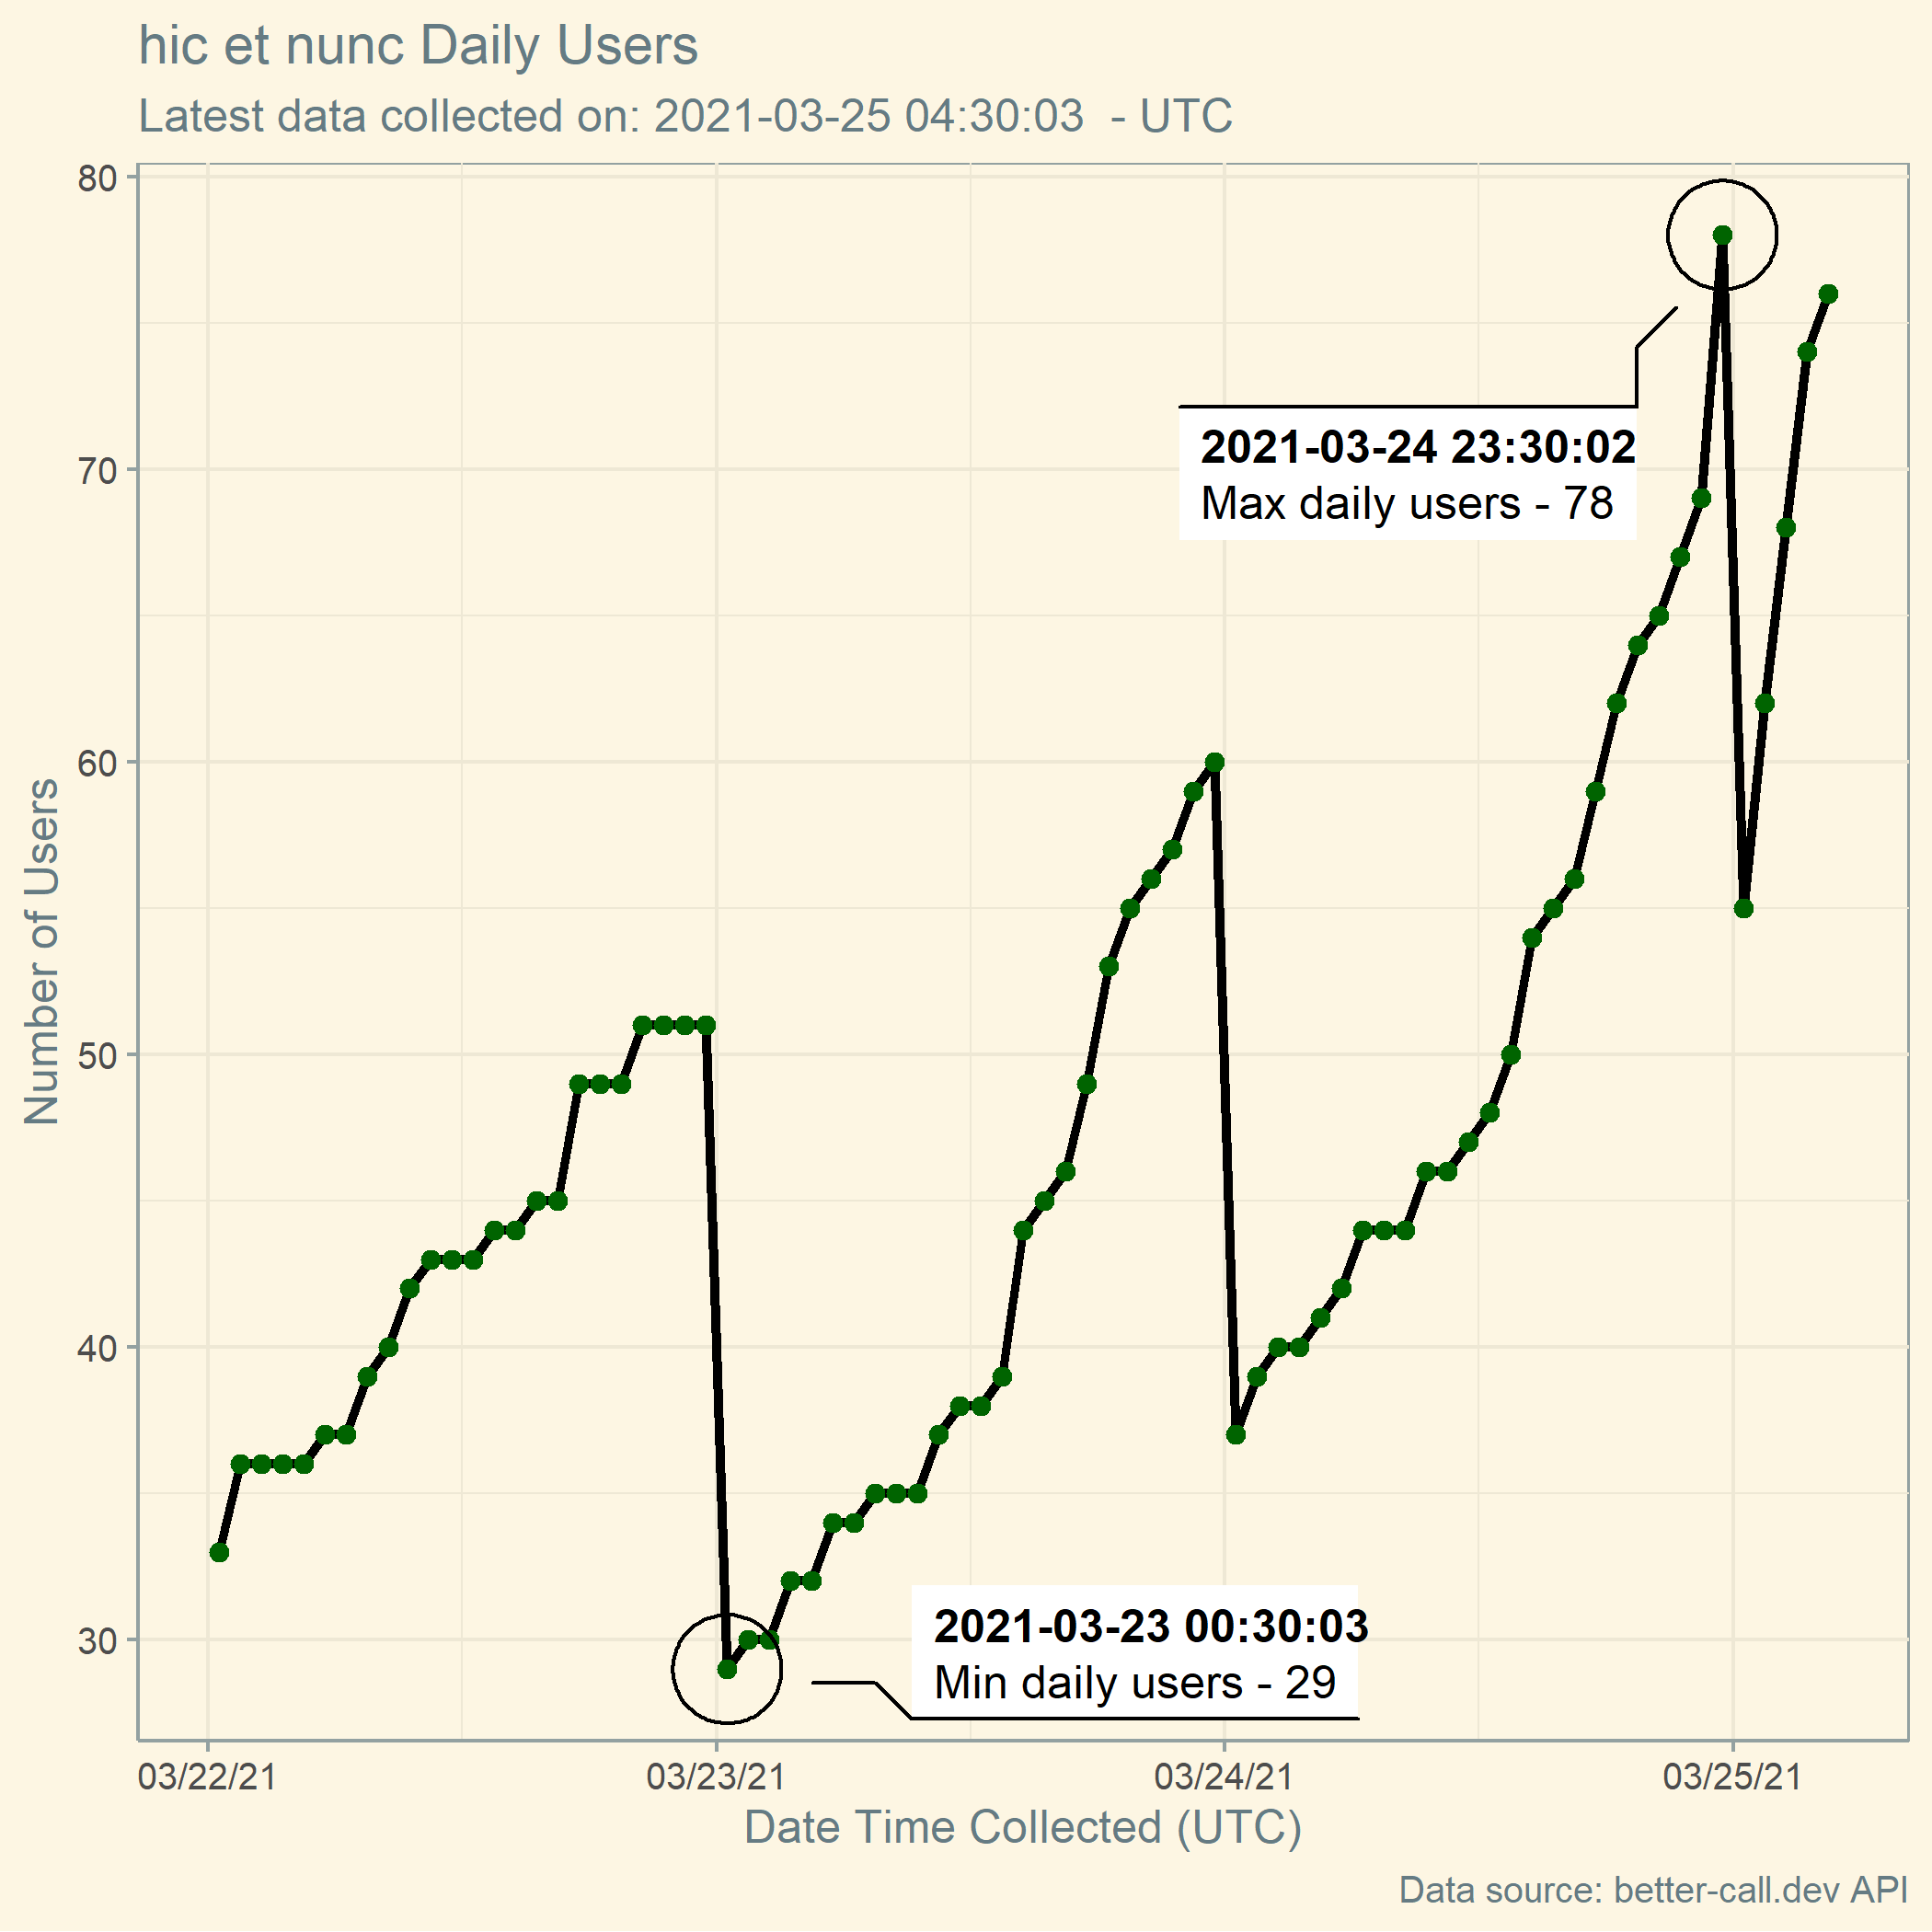 hic et nunc Daily Users
Latest data collected on: 2021-03-25 04:30:03  - UTC
80
70
60
50
40
30
Number of Users
2021-03-24 23:30:02
Max daily users - 78
2021-03-23 00:30:03
Min daily users - 29
03/22/21 03/23/21 03/24/21 03/25/21
Date Time Collected (UTC)
Data source: better-call.dev API